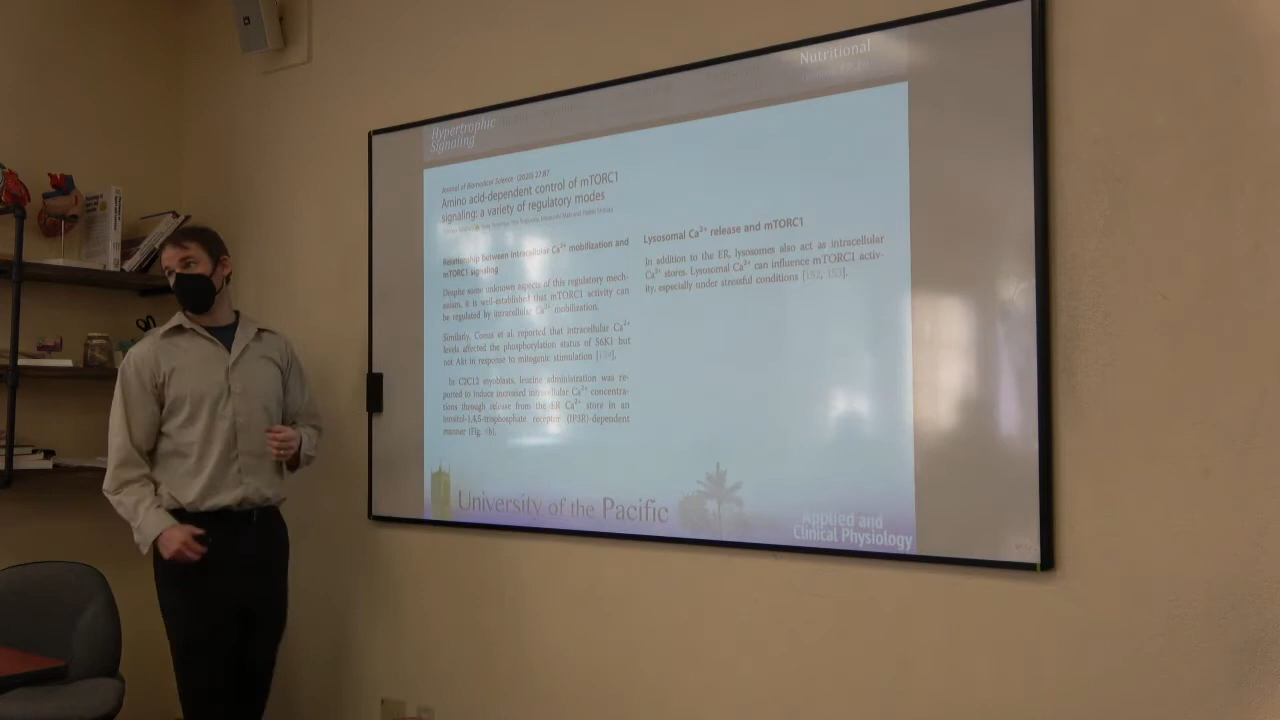 Nutritional
Hypertrophic
Signaling
Journal of Biomedical Science (2020) 27:87
Amino acid-dependent control of mTORC1
signaling: a variety of regulatory modes
Relationship between intracellular Ca²⁺ mobilization and
mTORC1 signaling
Despite some unknown aspects of this regulatory mech-
anism, it is well-established that mTORC1 activity can
be regulated by intracellular Ca²⁺ mobilization.
Similarly, Conus et al. reported that intracellular Ca²⁺
levels affected the phosphorylation status of S6K1 but
not Akt in response to mitogenic stimulation
In C2C12 myoblasts, leucine administration was re-
ported to induce increased intracellular Ca²⁺ concentra-
tions through release from the ER Ca²⁺ store in an
inositol-1,4,5-trisphosphate receptor (IP3R)-dependent
manner (Fig.
Lysosomal Ca²⁺ release and mTORC1
In addition to the ER, lysosomes also act as intracellular
Ca²⁺ stores. Lysosomal Ca²⁺ can influence mTORC1 activ-
ity, especially under stressful conditions [152, 153].
University of the Pacific
Applied and
Clinical Physiology